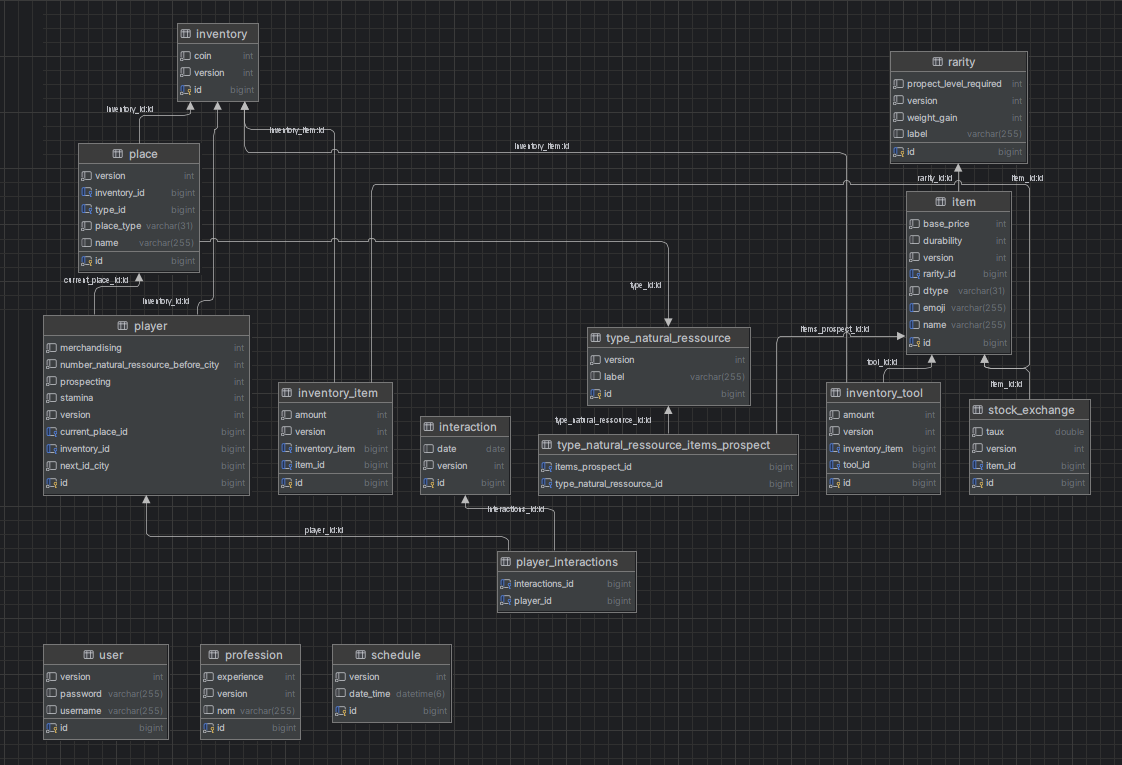 inventory
coin int
version int
id bigint
rarity
propect_level_required int
version int
weight_gain int
label varchar(255)
id bigint
inventory_id:id
inventory_item:id
inventory_item:id
place
version int
inventory_id bigint
type_id bigint
place_type varchar(31)
name varchar(255)
id bigint
rarity_id:id
item_id:id
item
base_price int
durability int
version int
rarity_id bigint
dtype varchar(31)
emoji varchar(255)
name varchar(255)
id bigint
current_place_id:id
inventory_id:id
type_id:id
player
merchandising int
number_natural_ressource_before_city int
prospecting int
stamina int
version int
current_place_id bigint
inventory_id bigint
next_id_city bigint
id bigint
type_natural_ressource
version int
label varchar(255)
id bigint
items_prospect_id:id
tool_id:id
item_id:id
inventory_item
amount int
version int
inventory_item bigint
item_id bigint
id bigint
interaction
date date
version int
id bigint
type_natural_ressource_id:id
type_natural_ressource_items_prospect
items_prospect_id bigint
type_natural_ressource_id bigint
inventory_tool
amount int
version int
inventory_item bigint
tool_id bigint
id bigint
stock_exchange
taux double
version int
item_id bigint
id bigint
interactions_id:id
player_id:id
player_interactions
interactions_id bigint
player_id bigint
user
version int
password varchar(255)
username varchar(255)
id bigint
profession
experience int
version int
nom varchar(255)
id bigint
schedule
version int
date_time datetime(6)
id bigint